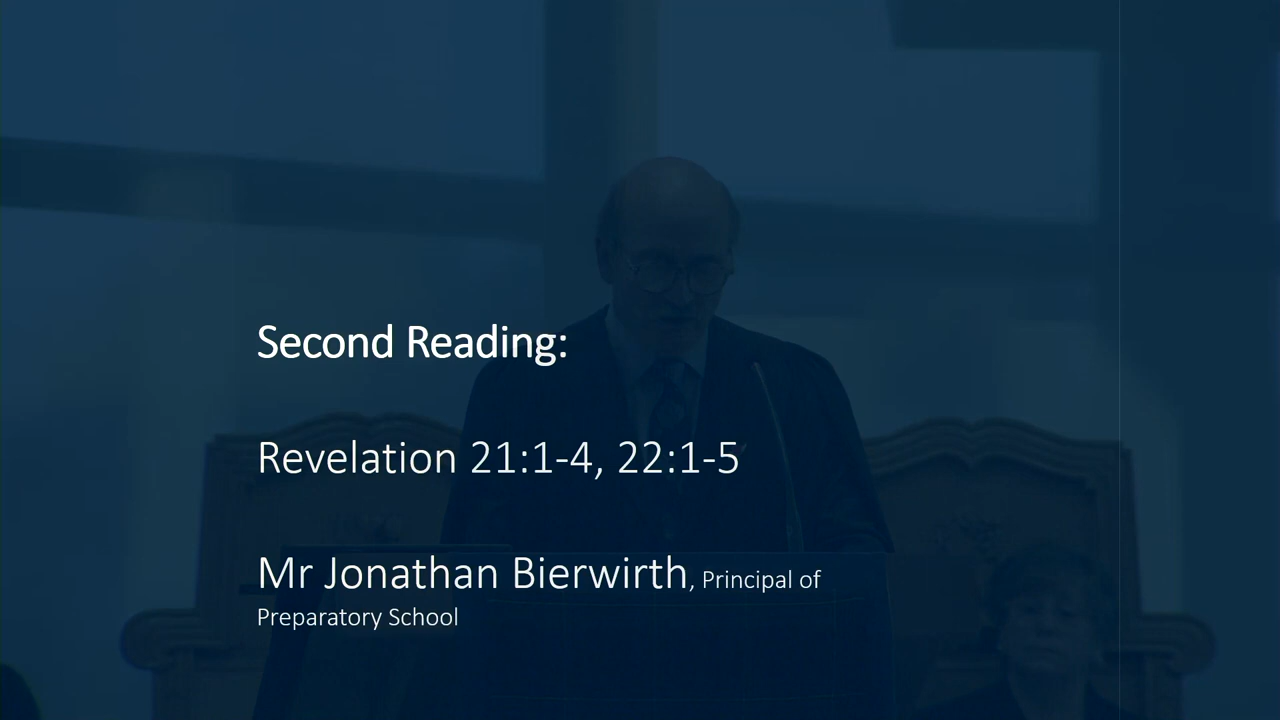 Second Reading:
Revelation 21:1-4, 22:1-5
Mr Jonathan Bierwirth, Principal of
Preparatory School